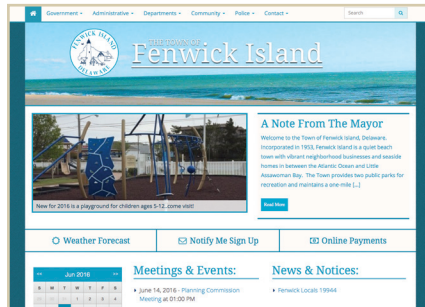 Government Administrative Departments Community Police Contact Search
FENWICK ISLAND
DELAWARE
THE TOWN OF
Fenwick Island
A Note From The Mayor
Welcome to the Town of Fenwick Island, Delaware.
Incorporated in 1953, Fenwick Island is a quiet beach
town with vibrant neighborhood businesses and seaside
homes in between the Atlantic Ocean and Little
Assawoman Bay. The Town provides two public parks for
recreation and maintains a one-mile [...]
Read More
New for 2016 is a playground for children ages 5-12..come visit!
Weather Forecast Notify Me Sign Up Online Payments
<< Jun 2016 >>
S M T W T F S
1 2 3 4
Meetings & Events:
June 14, 2016 - Planning Commission
Meeting at 01:00 PM
News & Notices:
Fenwick Locals 19944